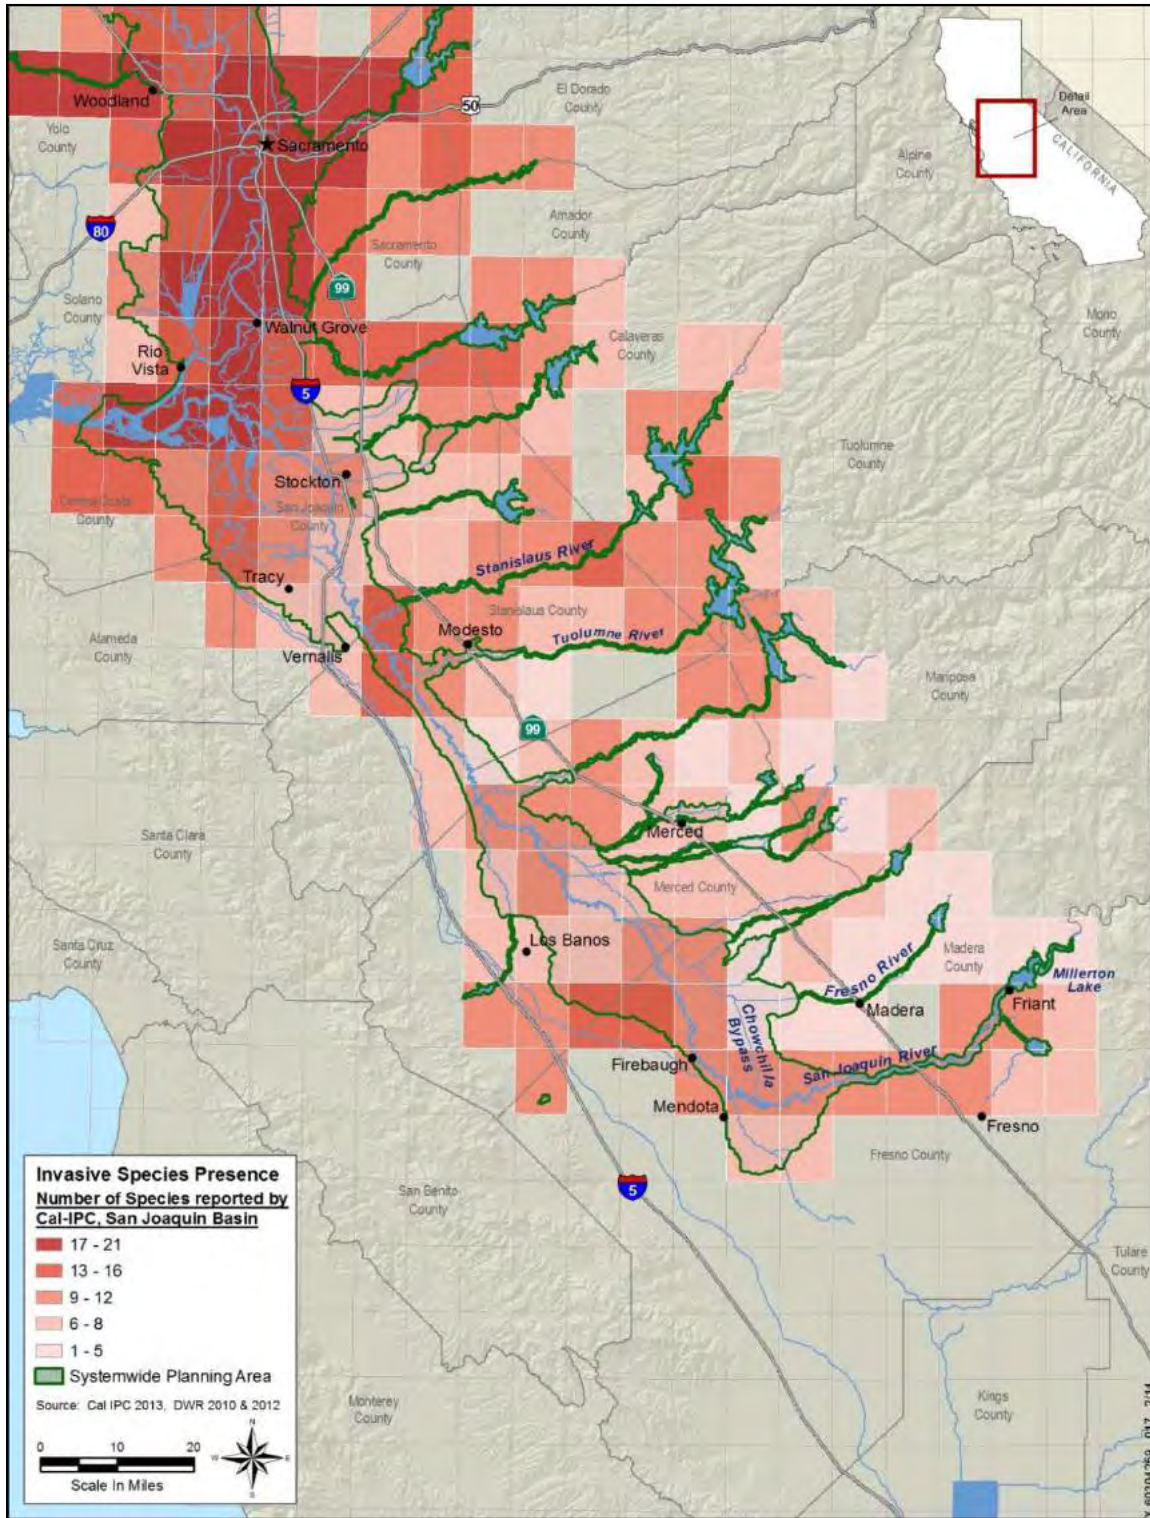 El Dorado
County
Detail
Area
CALIFORNIA
50
Woodland
Yolo
County
Sacramento
Alpine
County
80
Amador
County
Sacramento
County
99
Solano
County
Mono
County
Walnut Grove
Calaveras
County
Rio
Vista
5
Tuolumne
County
Stockton
San Joaquin
County
Contra Costa
County
Stanislaus River
Tracy
Stanislaus County
Alameda
County
Modesto
Tuolumne River
Vernalis
Mariposa
County
99
Santa Clara
County
Merced
Merced County
Santa Cruz
County
Los Banos
Fresno River
Madera
County
Millerton
Lake
Friant
Madera
Chowchilla
Bypass
San Joaquin River
Firebaugh
Mendota
Fresno
Fresno County
San Benito
County
5
Tulare
County
Monterey
County
Kings
County
Invasive Species Presence
Number of Species reported by
Cal-IPC, San Joaquin Basin
17 - 21
13 - 16
9 - 12
6 - 8
1 - 5
Systemwide Planning Area
Source: Cal IPC 2013, DWR 2010 & 2012
0 10 20
Scale In Miles
N
W E
S